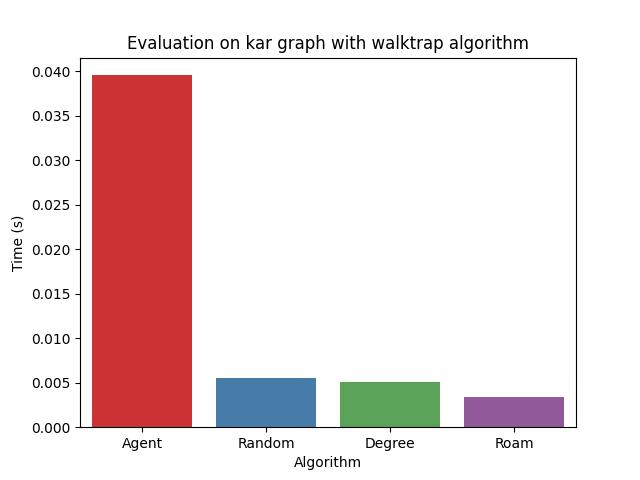 Evaluation on kar graph with walktrap algorithm
0.040
0.035
0.030
0.025
0.020
0.015
0.010
0.005
0.000
Time (s)
Agent
Random
Degree
Roam
Algorithm